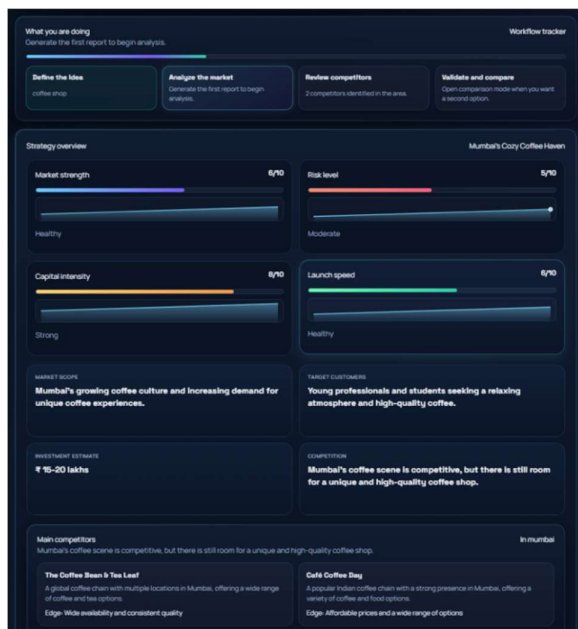 What you are doing
Workflow tracker
Generate the first report to begin analysis.
Define the Idea
coffee shop
Analyze the market
Generate the first report to begin
analysis.
Review competitors
2 competitors identified in the area.
Validate and compare
Open comparison mode when you want
a second option.
Strategy overview
Mumbai's Cozy Coffee Haven
Market strength
6/10
Healthy
Risk level
5/10
Moderate
Capital intensity
8/10
Strong
Launch speed
6/10
Healthy
MARKET SCOPE
Mumbai's growing coffee culture and increasing demand for
unique coffee experiences.
TARGET CUSTOMERS
Young professionals and students seeking a relaxing
atmosphere and high-quality coffee.
INVESTMENT ESTIMATE
₹ 15-20 lakhs
COMPETITION
Mumbai's coffee scene is competitive, but there is still room
for a unique and high-quality coffee shop.
Main competitors
In mumbai
Mumbai's coffee scene is competitive, but there is still room for a unique and high-quality coffee shop.
The Coffee Bean & Tea Leaf
A global coffee chain with multiple locations in Mumbai, offering a wide range
of coffee and tea options.
Edge: Wide availability and consistent quality
Café Coffee Day
A popular Indian coffee chain with a strong presence in Mumbai, offering a
variety of coffee and food options.
Edge: Affordable prices and a wide range of options